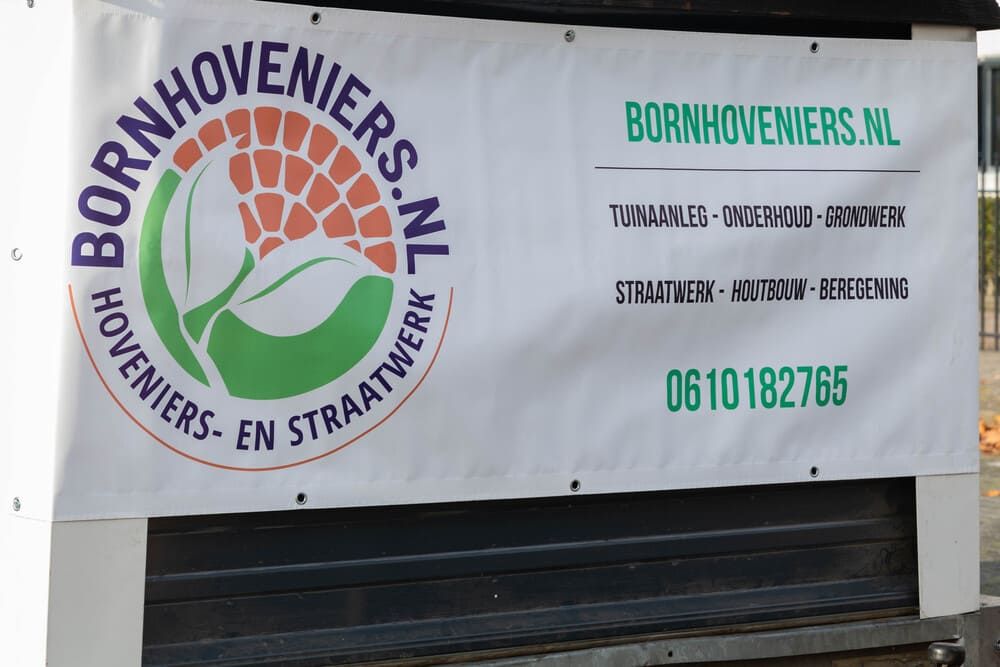 BORNHOVENIERS.NL
HOVENIERS- EN STRAATWERK
BORNHOVENIERS.NL
TUINAANLEG - ONDERHOUD - GRONDWERK
STRAATWERK - HOUTBOUW - BEREGENING
0610182765